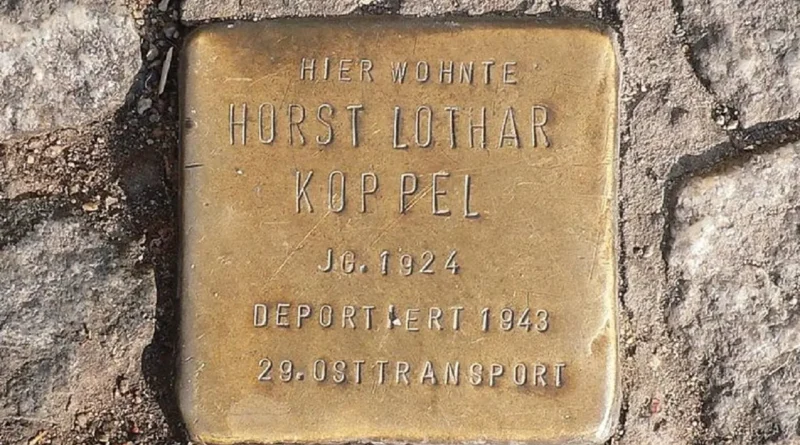 HIER WOHNTE
HORST LOTHAR
KOPPEL
JG. 1924
DEPORTIERT 1943
29. OSTTRANSPORT